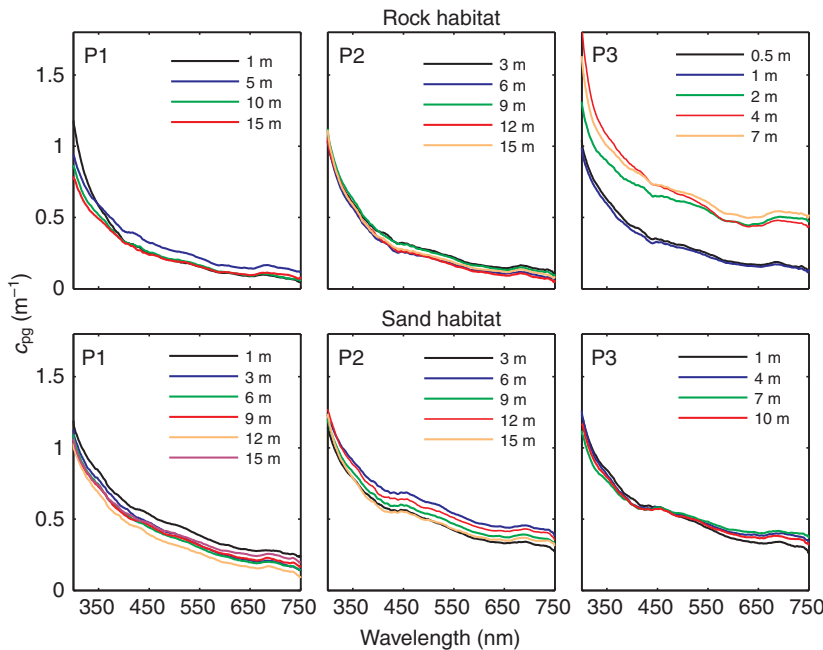 Rock habitat
P1
1 m
5 m
10 m
15 m
P2
3 m
6 m
9 m
12 m
15 m
P3
0.5 m
1 m
2 m
4 m
7 m
1.5
1
0.5
0
Sand habitat
P1
1 m
3 m
6 m
9 m
12 m
15 m
P2
3 m
6 m
9 m
12 m
15 m
P3
1 m
4 m
7 m
10 m
1.5
1
0.5
0
350 450 550 650 750
350 450 550 650 750
350 450 550 650 750
Wavelength (nm)
cpg (m−1)